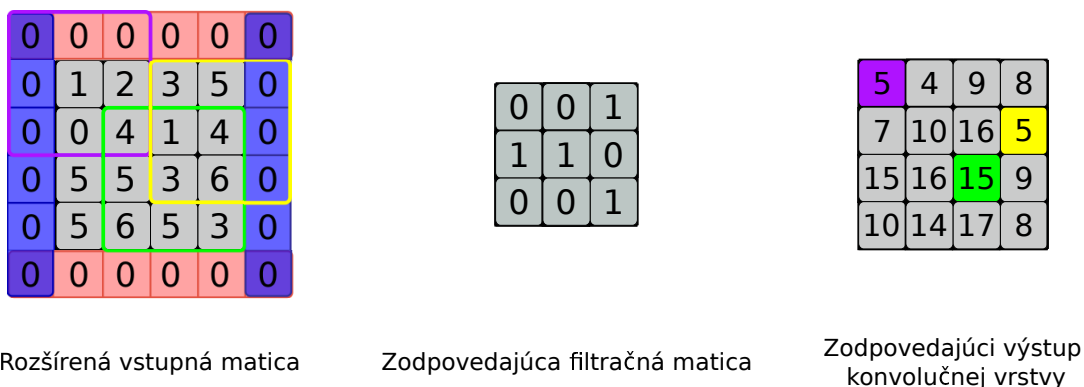 0 0 0 0 0 0
0 1 2 3 5 0
0 0 4 1 4 0
0 5 5 3 6 0
0 5 6 5 3 0
0 0 0 0 0 0
Rozšírená vstupná matica
0 0 1
1 1 0
0 0 1
Zodpovedajúca filtračná matica
5 4 9 8
7 10 16 5
15 16 15 9
10 14 17 8
Zodpovedajúci výstup
konvolučnej vrstvy